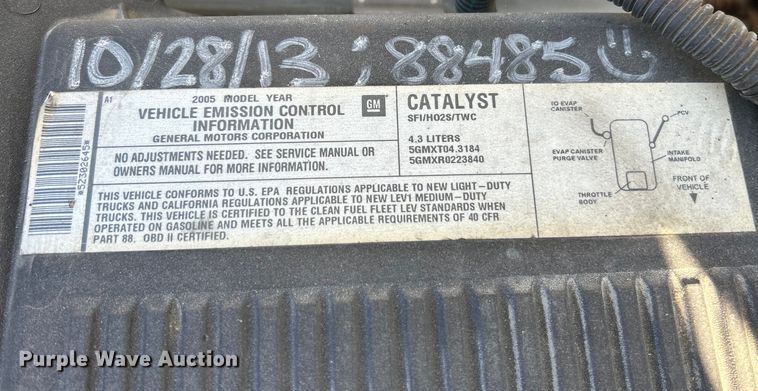 10/28/13 ; 88485
A1
2005 MODEL YEAR
VEHICLE EMISSION CONTROL
INFORMATION
GENERAL MOTORS CORPORATION
GM
NO ADJUSTMENTS NEEDED. SEE SERVICE MANUAL OR
OWNERS MANUAL FOR MORE INFORMATION.
CATALYST
SFI/HO2S/TWC
4.3 LITERS
5GMXT04.3184
5GMXR0223840
THIS VEHICLE CONFORMS TO U.S. EPA REGULATIONS APPLICABLE TO NEW LIGHT-DUTY
TRUCKS AND CALIFORNIA REGULATIONS APPLICABLE TO NEW LEV1 MEDIUM-DUTY
TRUCKS. THIS VEHICLE IS CERTIFIED TO THE CLEAN FUEL FLEET LEV STANDARDS WHEN
OPERATED ON GASOLINE AND MEETS ALL THE APPLICABLE REQUIREMENTS OF 40 CFR
PART 88. OBD II CERTIFIED.
TO EVAP
CANISTER
PCV
EVAP CANISTER
PURGE VALVE
INTAKE
MANIFOLD
THROTTLE
BODY
FRONT OF
VEHICLE
*52302645*
Purple Wave Auction